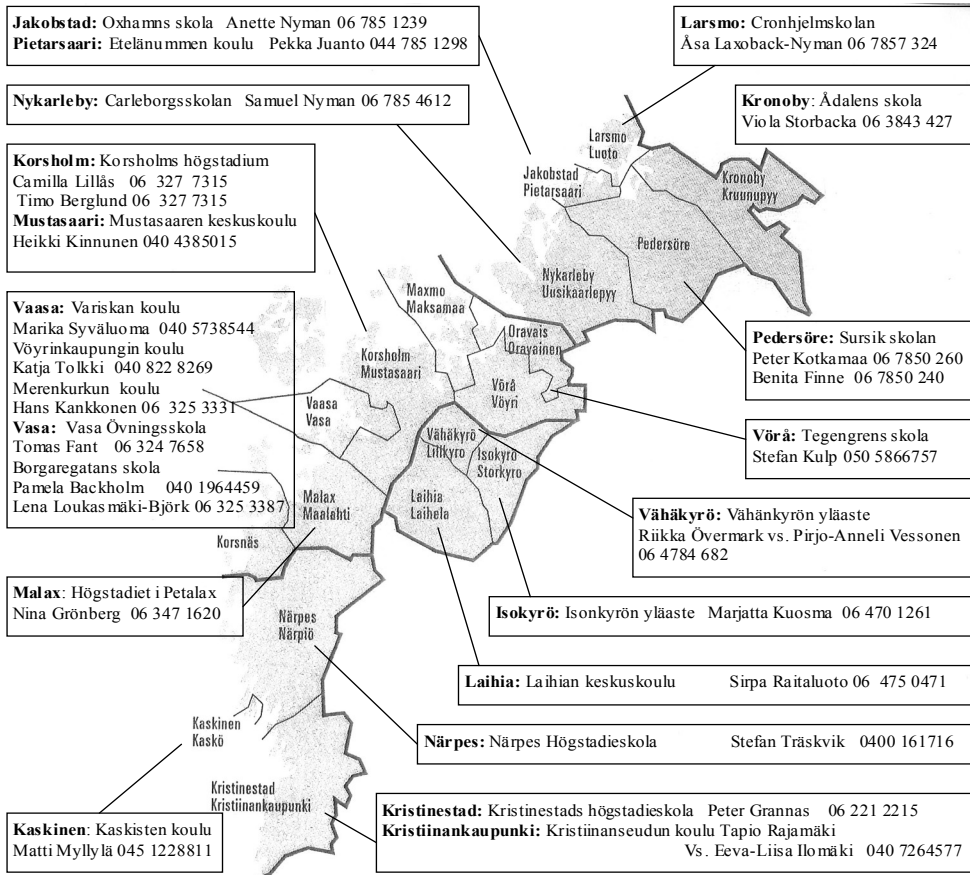 Jakobstad: Oxhamns skola Anette Nyman 06 785 1239
Pietarsaari: Etelänummen koulu Pekka Juanto 044 785 1298
Larsmo: Cronhjelmskolan
Åsa Laxoback-Nyman 06 7857 324
Nykarleby: Carleborgsskolan Samuel Nyman 06 785 4612
Kronoby: Ådalens skola
Viola Storbacka 06 3843 427
Korsholm: Korsholms högstadium
Camilla Lillås 06 327 7315
Timo Berglund 06 327 7315
Mustasaari: Mustasaaren keskuskoulu
Heikki Kinnunen 040 4385015
Larsmo
Luoto
Jakobstad
Pietarsaari
Kronoby
Kruunupyy
Pedersöre
Nykarleby
Uusikaarlepyy
Maxmo
Maksamaa
Oravais
Oravainen
Korsholm
Mustasaari
Vörå
Vöyri
Vaasa
Vasa
Vähäkyrö
Lillkyro
Isokyrö
Storkyro
Laihia
Laihela
Malax
Maalahti
Korsnäs
Vaasa: Variskan koulu
Marika Syväluoma 040 5738544
Vöyrinkaupungin koulu
Katja Tolkki 040 822 8269
Merenkurkun koulu
Hans Kankkonen 06 325 3331
Vasa: Vasa Övningsskola
Tomas Fant 06 324 7658
Borgaregatans skola
Pamela Backholm 040 1964459
Lena Loukasmäki-Björk 06 325 3387
Pedersöre: Sursik skolan
Peter Kotkamaa 06 7850 260
Benita Finne 06 7850 240
Vörå: Tegengrens skola
Stefan Kulp 050 5866757
Vähäkyrö: Vähänkyrön yläaste
Riikka Övermark vs. Pirjo-Anneli Vessonen
06 4784 682
Malax: Högstadiet i Petalax
Nina Grönberg 06 347 1620
Isokyrö: Isonkyrön yläaste Marjatta Kuosma 06 470 1261
Närpes
Närpiö
Laihia: Laihian keskuskoulu Sirpa Raitaluoto 06 475 0471
Kaskinen
Kaskö
Närpes: Närpes Högstadieskola Stefan Träskvik 0400 161716
Kristinestad
Kristiinankaupunki
Kaskinen: Kaskisten koulu
Matti Myllylä 045 1228811
Kristinestad: Kristinestads högstadieskola Peter Grannas 06 221 2215
Kristiinankaupunki: Kristiinanseudun koulu Tapio Rajamäki
Vs. Eeva-Liisa Ilomäki 040 7264577